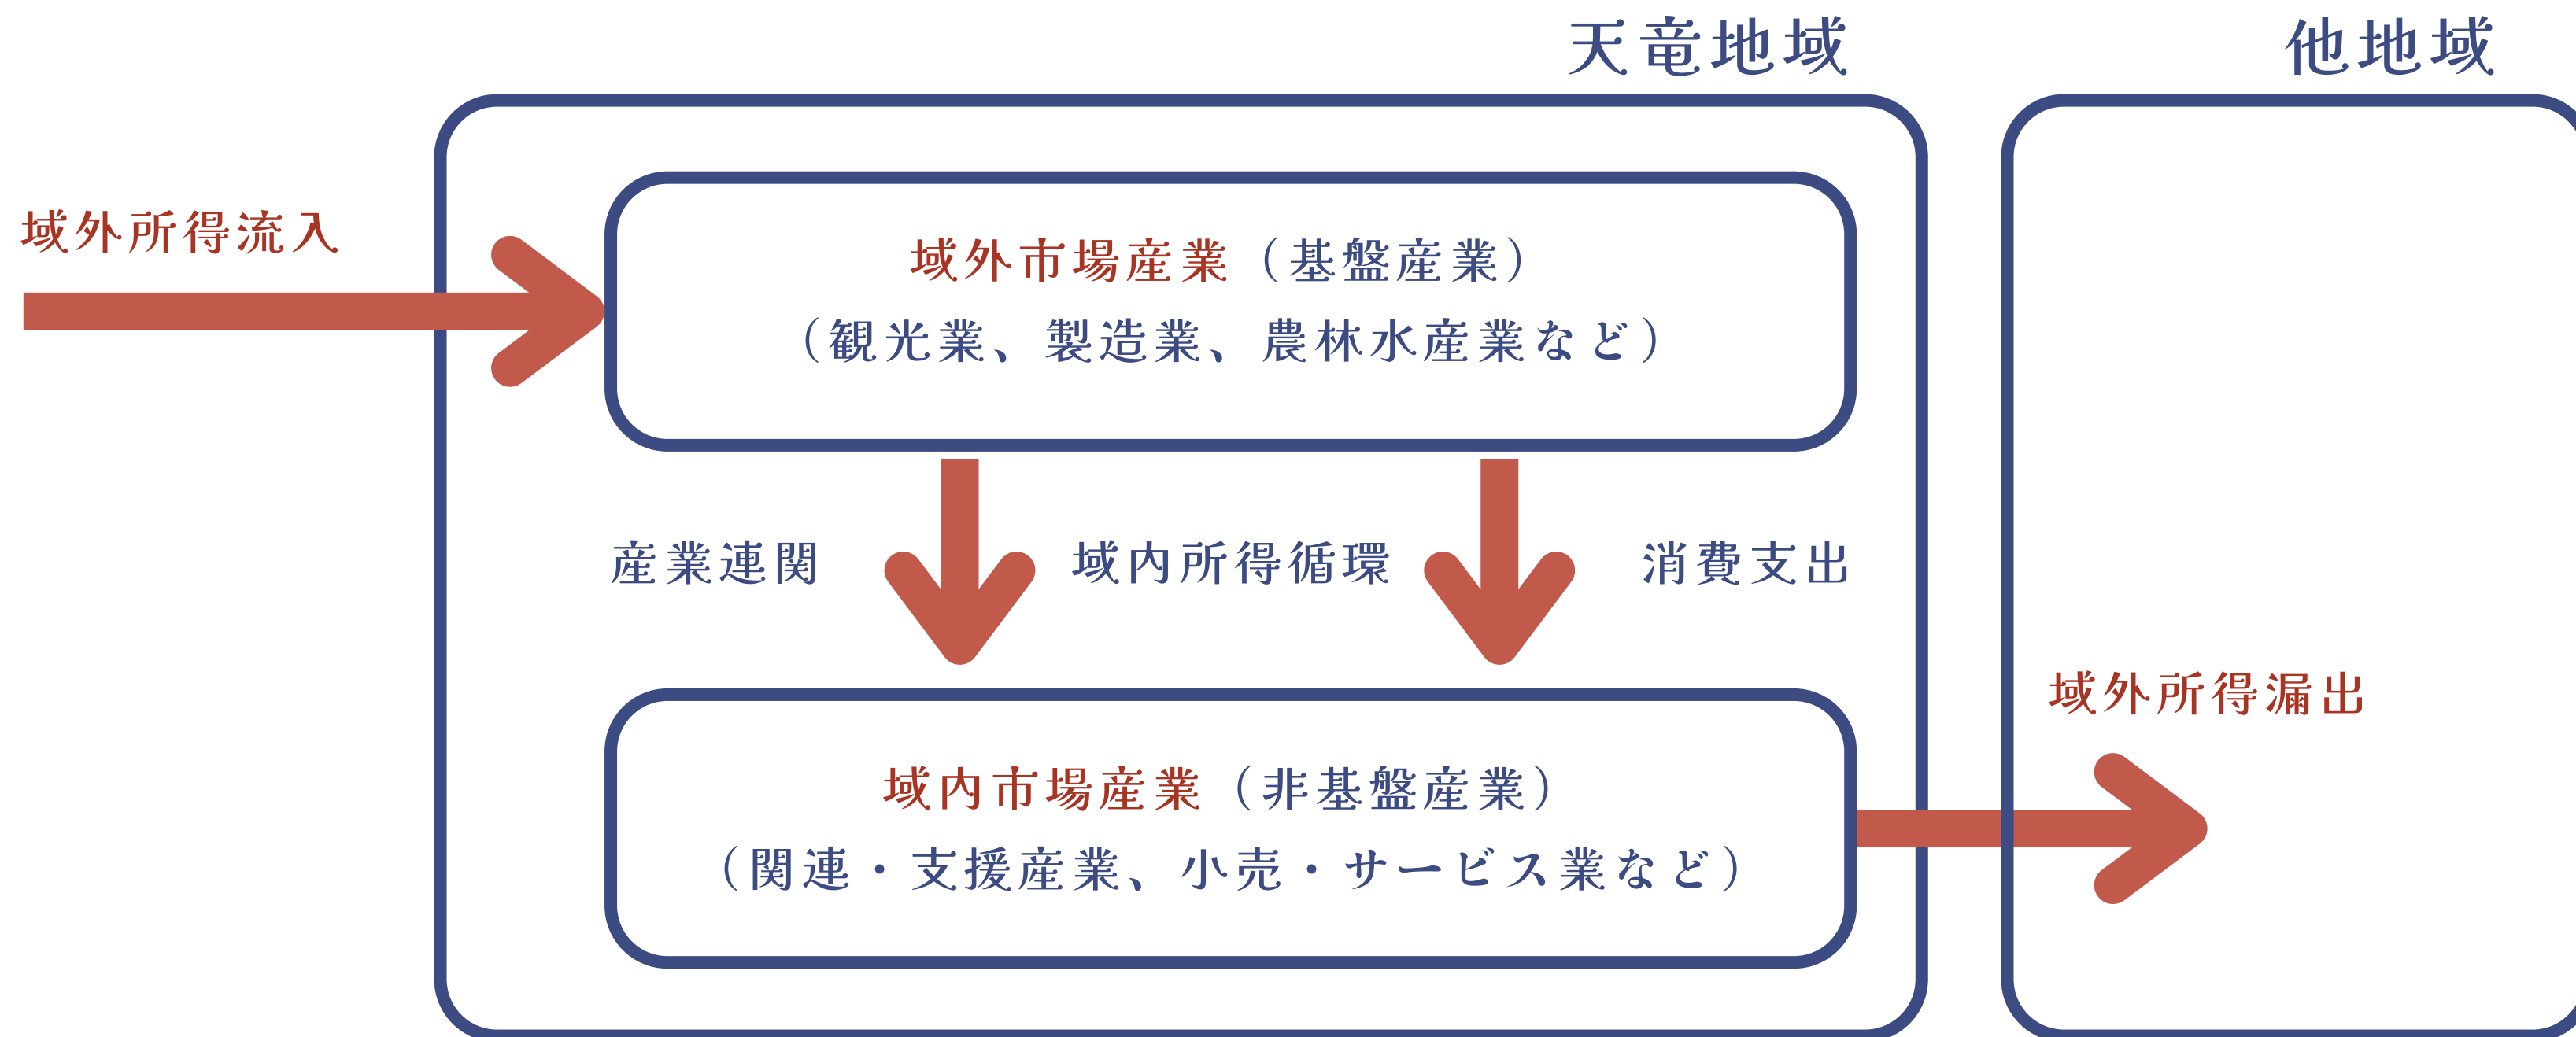 天竜地域
他地域
域外所得流入
域外市場産業（基盤産業）
（観光業、製造業、農林水産業など）
産業連関
域内所得循環
消費支出
域外所得漏出
域内市場産業（非基盤産業）
（関連・支援産業、小売・サービス業など）